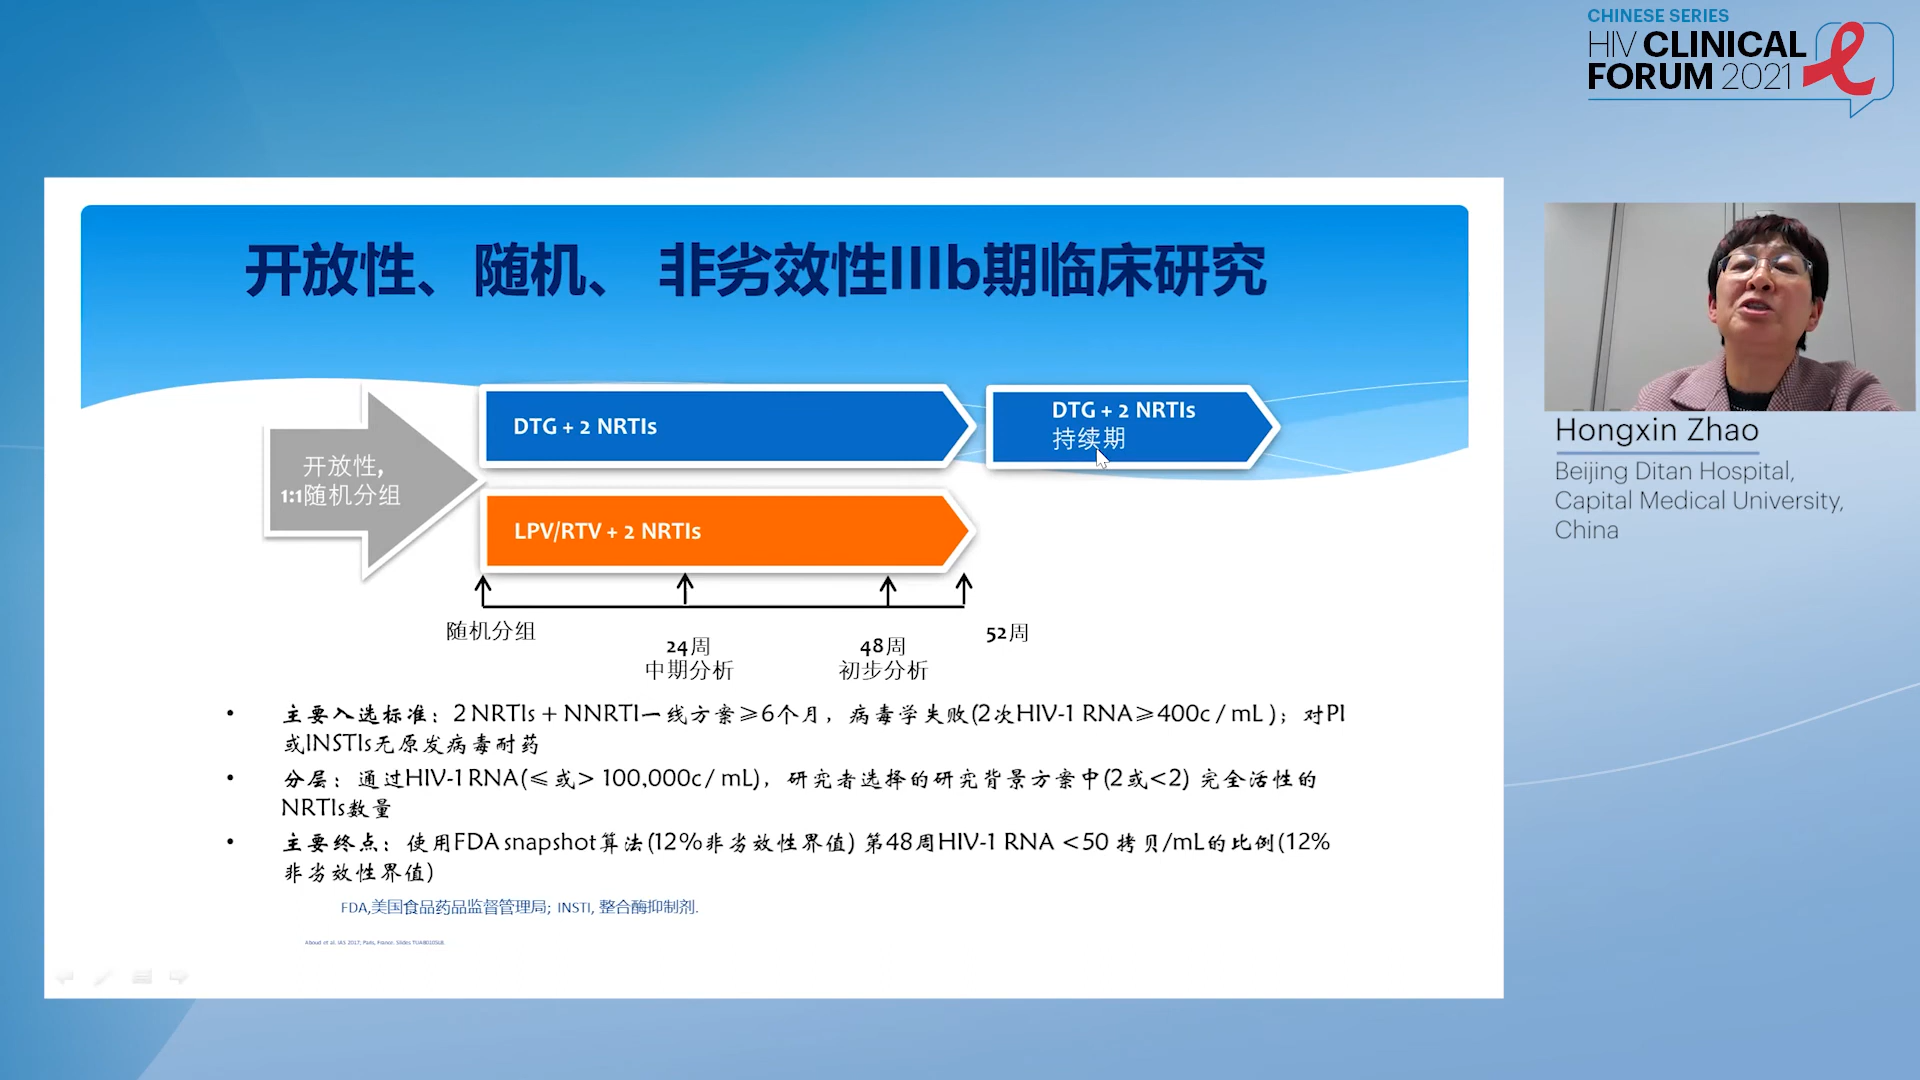 CHINESE SERIES
HIV CLINICAL
FORUM 2021
开放性、随机、 非劣效性IIIb期临床研究
开放性,
1:1随机分组
DTG + 2 NRTIs
DTG + 2 NRTIs
持续期
LPV/RTV + 2 NRTIs
随机分组
24周
中期分析
48周
初步分析
52周
• 主要入选标准：2 NRTIs + NNRTI一线方案≥6个月，病毒学失败(2次HIV-1 RNA≥400c / mL )；对PI
或INSTIs无原发病毒耐药
• 分层：通过HIV-1 RNA(≤或> 100,000c / mL)，研究者选择的研究背景方案中(2或<2) 完全活性的
NRTIs数量
• 主要终点：使用FDA snapshot算法(12%非劣效性界值) 第48周HIV-1 RNA <50 拷贝/mL的比例(12%
非劣效性界值)
FDA,美国食品药品监督管理局; INSTI, 整合酶抑制剂.
Aboud et al. IAS 2017; Paris, France. Slides TUAB0105LB.
Hongxin Zhao
Beijing Ditan Hospital,
Capital Medical University,
China